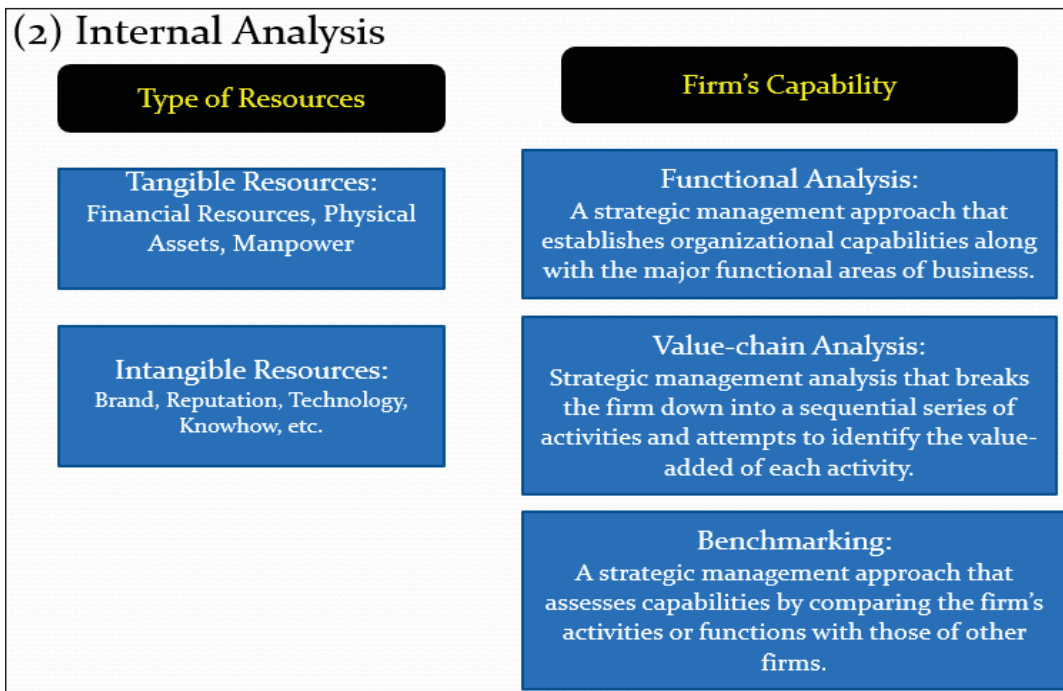 (2) Internal Analysis
Type of Resources
Tangible Resources:
Financial Resources, Physical
Assets, Manpower
Intangible Resources:
Brand, Reputation, Technology,
Knowhow, etc.
Firm's Capability
Functional Analysis:
A strategic management approach that
establishes organizational capabilities along
with the major functional areas of business.
Value-chain Analysis:
Strategic management analysis that breaks
the firm down into a sequential series of
activities and attempts to identify the value-
added of each activity.
Benchmarking:
A strategic management approach that
assesses capabilities by comparing the firm's
activities or functions with those of other
firms.